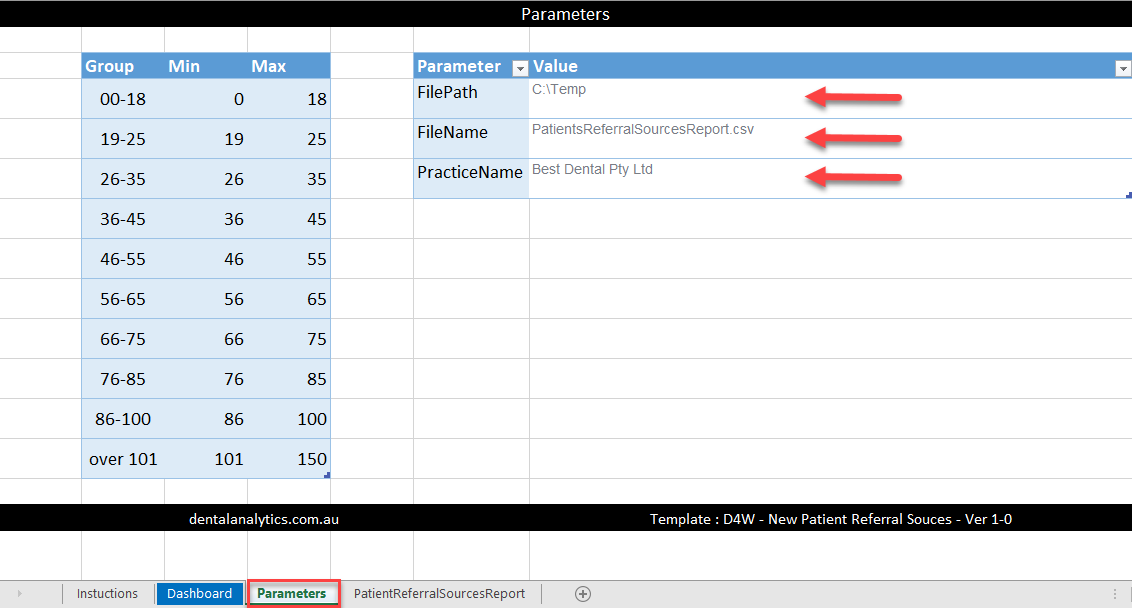 Parameters
Group Min Max
00-18 0 18
19-25 19 25
26-35 26 35
36-45 36 45
46-55 46 55
56-65 56 65
66-75 66 75
76-85 76 85
86-100 86 100
over 101 101 150
Parameter Value
FilePath C:\Temp
FileName PatientsReferralSourcesReport.csv
PracticeName Best Dental Pty Ltd
dentalanalytics.com.au Template : D4W - New Patient Referral Souces - Ver 1-0
Instuctions Dashboard Parameters PatientReferralSourcesReport